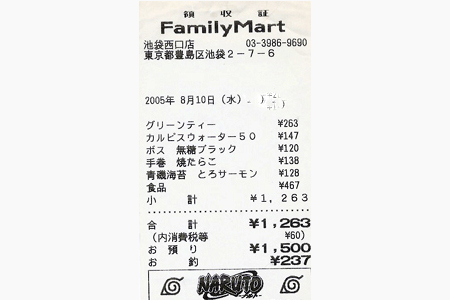 領収証
FamilyMart
池袋西口店 03-3986-9690
東京都豊島区池袋２－７－６
2005年 8月10日（水）
グリーンティー ¥263
カルピスウォーター５０ ¥147
ボス 無糖ブラック ¥120
手巻 焼たらこ ¥138
青磯海苔 とろサーモン ¥128
食品 ¥467
小計 ¥１,２６３
合計 ¥1,263
（内消費税等 ¥60）
お預り ¥1,500
お釣 ¥237
NARUTO